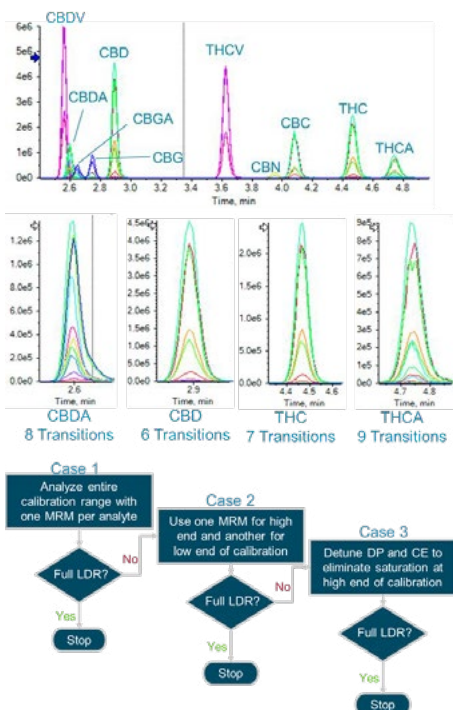 CBDV
6e6
5e6
4e6
3e6
2e6
1e6
0e0
CBDA
CBD
CBGA
CBG
THCV
CBN
CBC
THC
THCA
2.6 2.8 3.0 3.2 3.4 3.6 3.8 4.0 4.2 4.4 4.6 4.8
Time, min
Time, min
1.2e6
1.0e6
8.0e5
6.0e5
4.0e5
2.0e5
0.0e0
2.6
Time, min
CBDA
8 Transitions
4.5e6
4.0e6
3.5e6
3.0e6
2.5e6
2.0e6
1.5e6
1.0e6
5.0e5
0.0e0
2.9
Time, min
CBD
6 Transitions
2.0e6
1.5e6
1.0e6
5.0e5
0.0e0
4.4 4.5 4.6
Time, min
THC
7 Transitions
9e5
8e5
7e5
6e5
5e5
4e5
3e5
2e5
1e5
0e0
4.7 4.8
Time, min
THCA
9 Transitions
Case 1
Analyze entire
calibration range with
one MRM per analyte
Full LDR?
No
Yes
Stop
Case 2
Use one MRM for high
end and another for
low end of calibration
Full LDR?
No
Yes
Stop
Case 3
Detune DP and CE to
eliminate saturation at
high end of calibration
Full LDR?
Yes
Stop